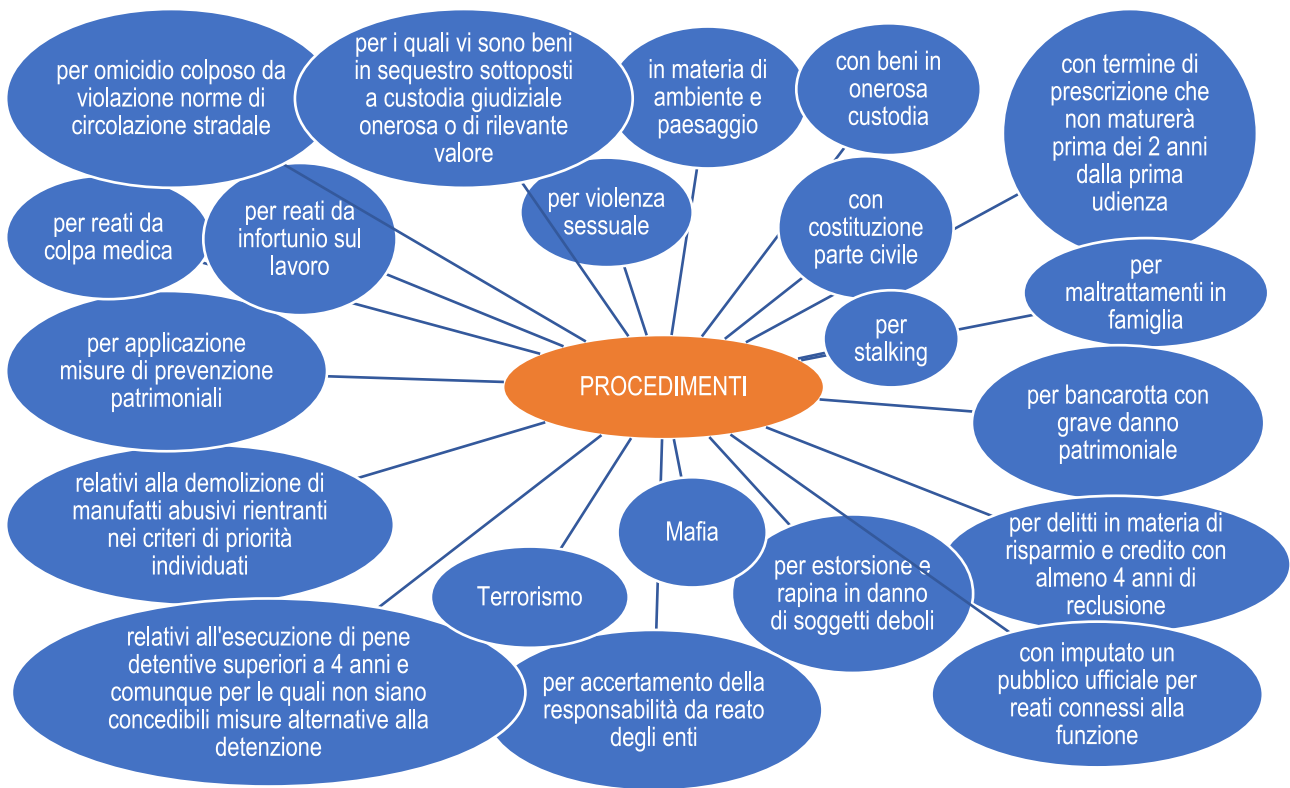 per omicidio colposo da
violazione norme di
circolazione stradale
per i quali vi sono beni
in sequestro sottoposti
a custodia giudiziale
onerosa o di rilevante
valore
in materia di
ambiente e
paesaggio
con beni in
onerosa
custodia
con termine di
prescrizione che
non maturerà
prima dei 2 anni
dalla prima
udienza
per reati da
colpa medica
per reati da
infortunio sul
lavoro
per violenza
sessuale
con
costituzione
parte civile
per
maltrattamenti in
famiglia
per applicazione
misure di prevenzione
patrimoniali
PROCEDIMENTI
per
stalking
per bancarotta con
grave danno
patrimoniale
relativi alla demolizione di
manufatti abusivi rientranti
nei criteri di priorità
individuati
Terrorismo
Mafia
per estorsione e
rapina in danno
di soggetti deboli
per delitti in materia di
risparmio e credito con
almeno 4 anni di
reclusione
relativi all'esecuzione di pene
detentive superiori a 4 anni e
comunque per le quali non siano
concedibili misure alternative alla
detenzione
per accertamento della
responsabilità da reato
degli enti
con imputato un
pubblico ufficiale per
reati connessi alla
funzione